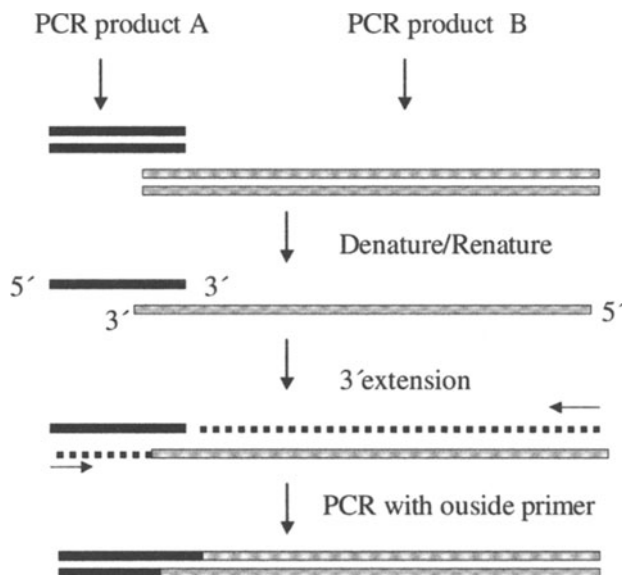 PCR product A PCR product B
Denature/Renature
5´ 3´
3´ 5´
3´extension
PCR with ouside primer